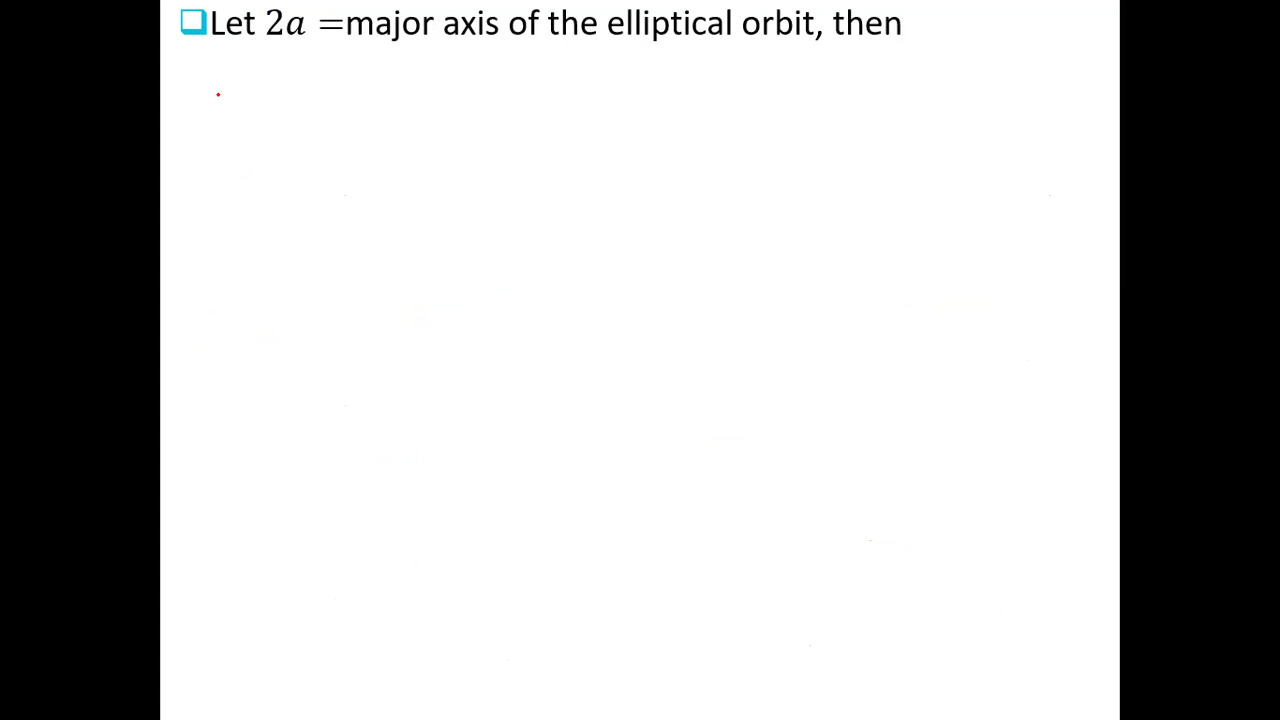 ❑Let 2𝑎 =major axis of the elliptical orbit, then